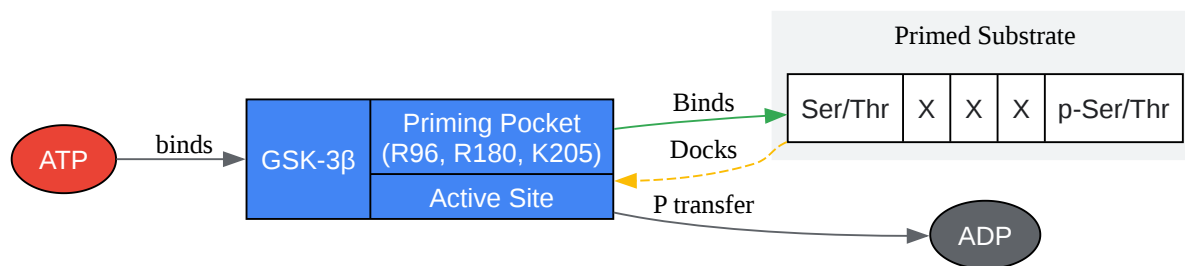 Primed Substrate
Ser/Thr X X X p-Ser/Thr
Binds
Priming Pocket
(R96, R180, K205)
ATP
binds
GSK-3β
Docks
Active Site
P transfer
ADP